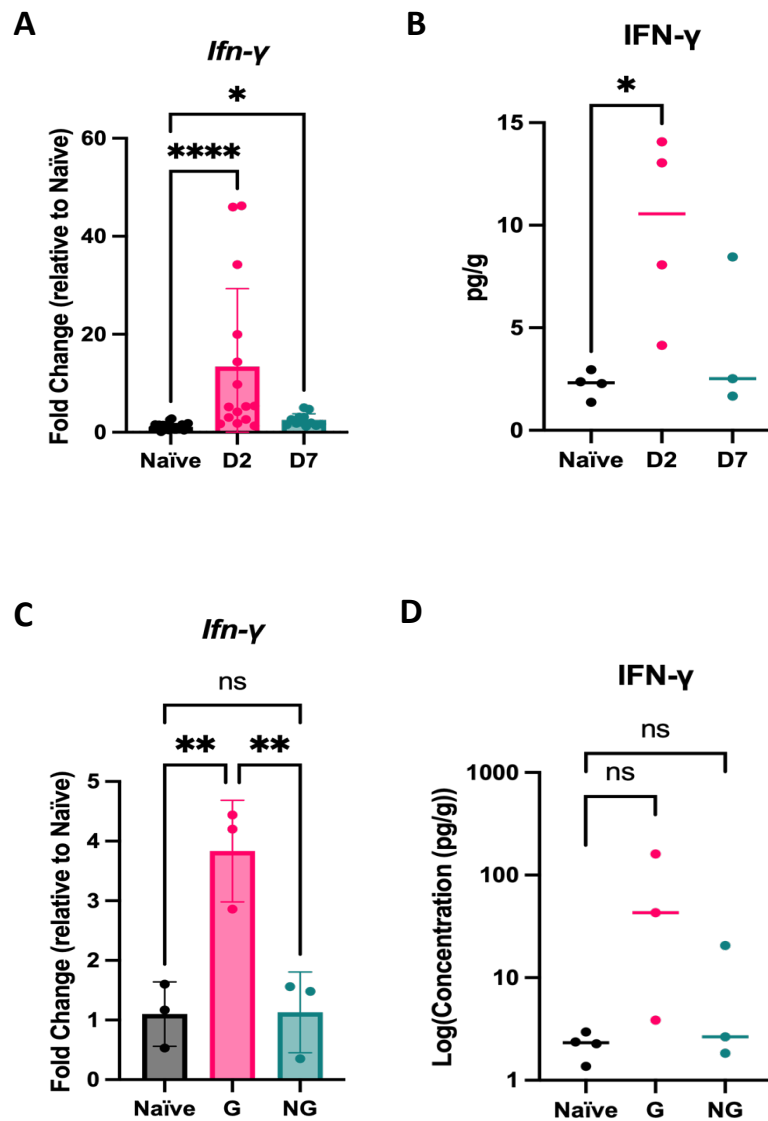 A
Ifn-γ
*
****
Fold Change (relative to Naïve)
60
40
20
0
Naïve D2 D7
B
IFN-γ
*
pg/g
15
10
5
0
Naïve D2 D7
C
Ifn-γ
ns
** **
Fold Change (relative to Naïve)
5
4
3
2
1
0
Naïve G NG
D
IFN-γ
ns
ns
Log(Concentration (pg/g))
1000
100
10
1
Naïve G NG